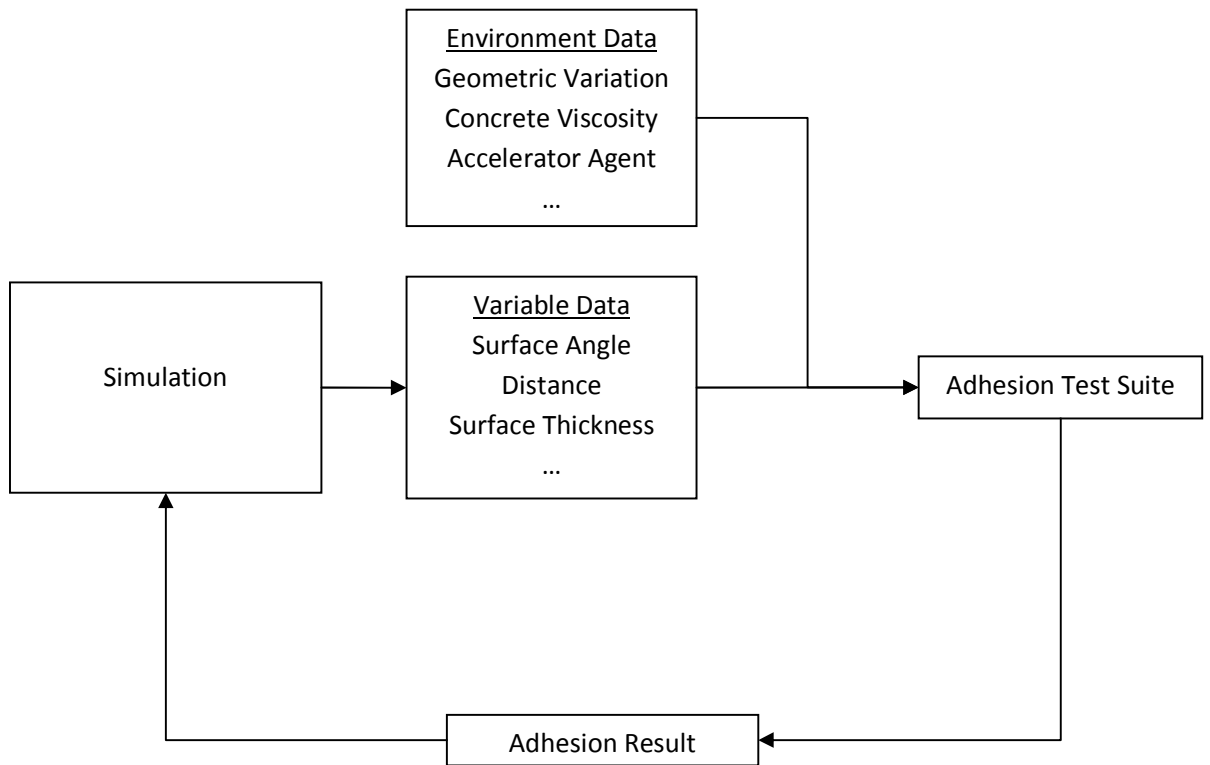 Environment Data
Geometric Variation
Concrete Viscosity
Accelerator Agent
...
Simulation
Variable Data
Surface Angle
Distance
Surface Thickness
...
Adhesion Test Suite
Adhesion Result